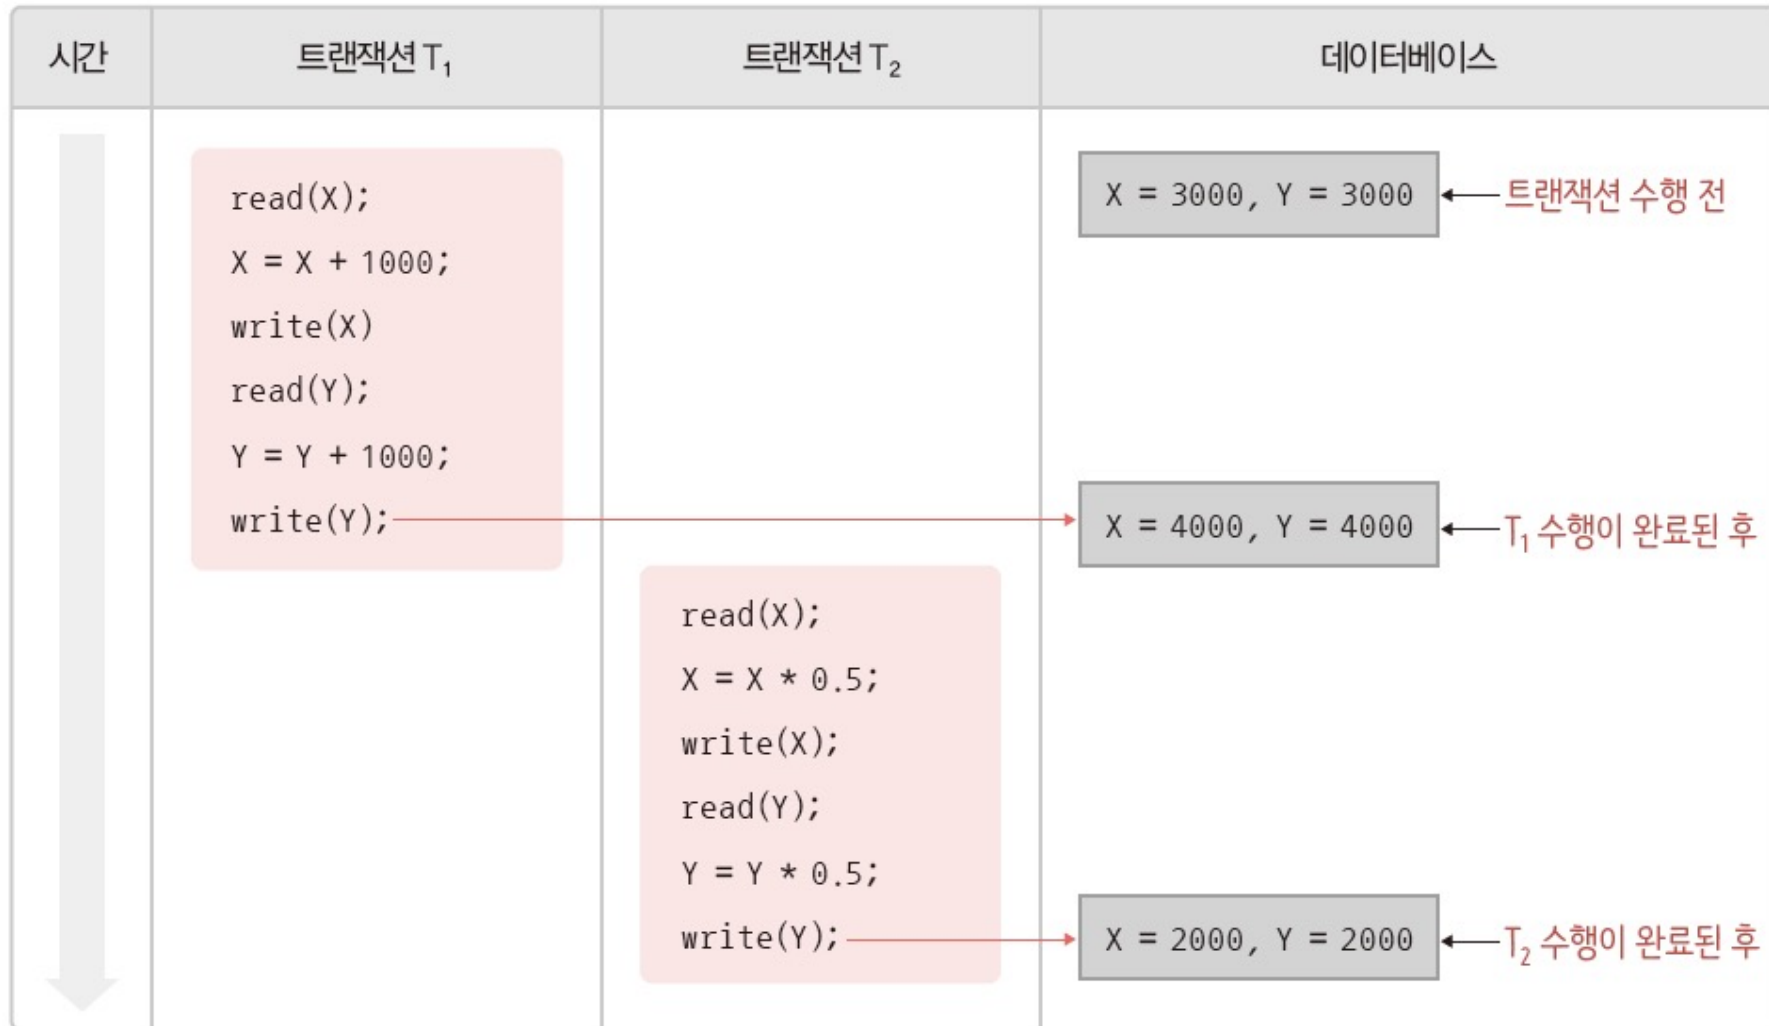 시간 트랜잭션 T₁ 트랜잭션 T₂ 데이터베이스
read(X);
X = X + 1000;
write(X)
read(Y);
Y = Y + 1000;
write(Y);
X = 3000, Y = 3000 트랜잭션 수행 전
X = 4000, Y = 4000 T₁ 수행이 완료된 후
read(X);
X = X * 0.5;
write(X);
read(Y);
Y = Y * 0.5;
write(Y);
X = 2000, Y = 2000 T₂ 수행이 완료된 후